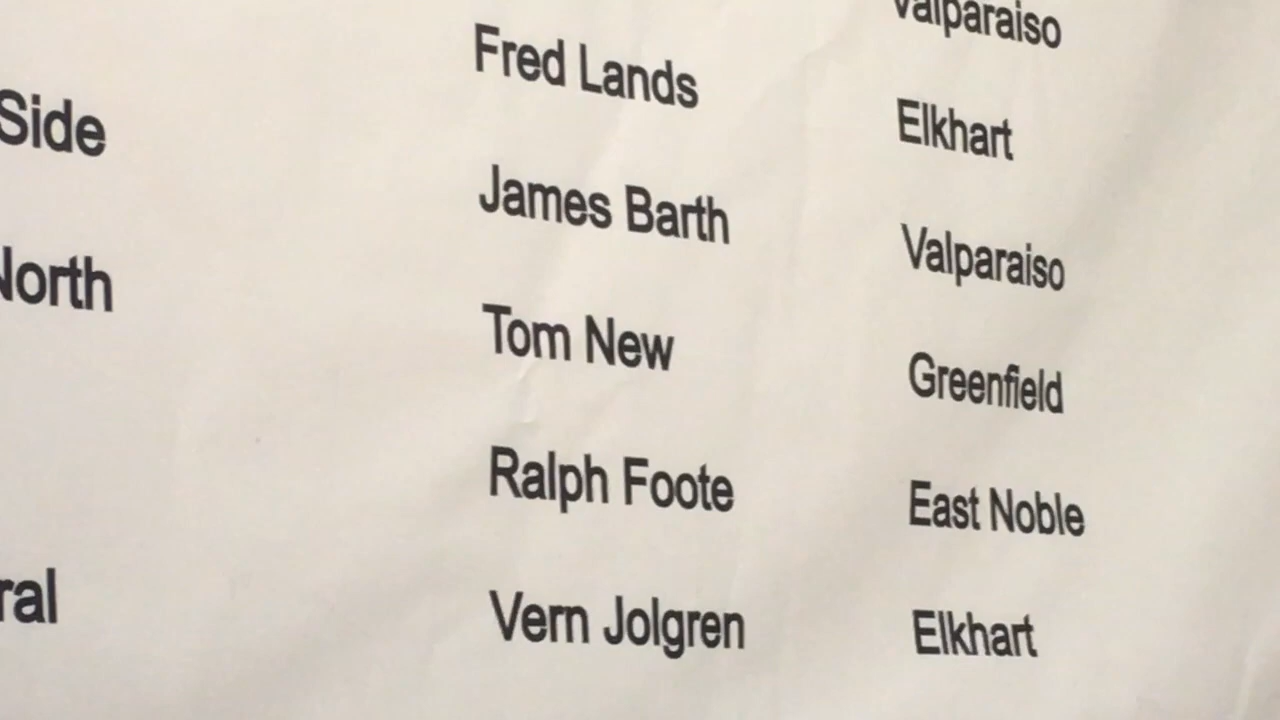 Valparaiso
Fred Lands Elkhart
Side James Barth Valparaiso
North Tom New Greenfield
Ralph Foote East Noble
ral Vern Jolgren Elkhart